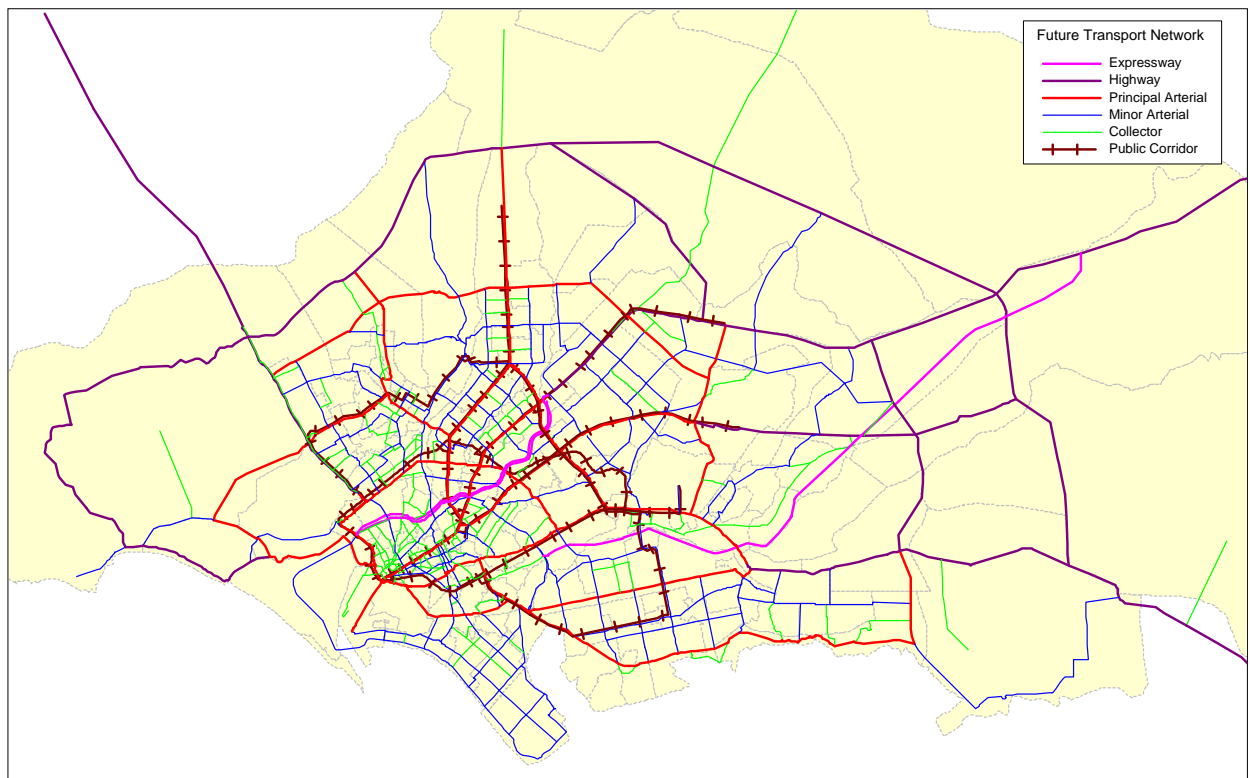 Future Transport Network
Expressway
Highway
Principal Arterial
Minor Arterial
Collector
Public Corridor